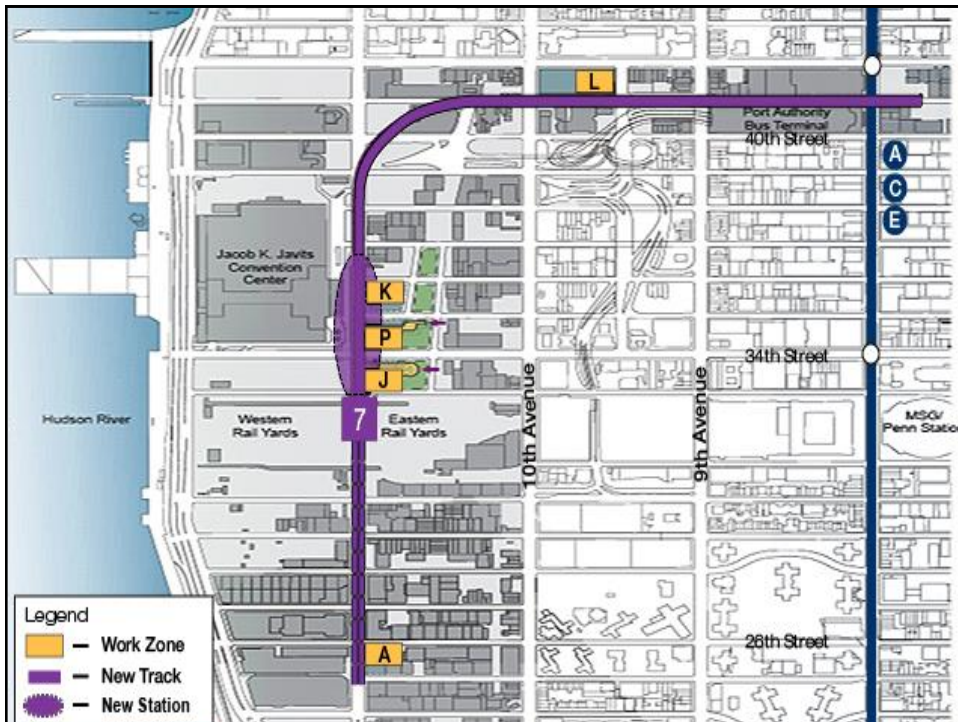 L
Port Authority
Bus Terminal
40th Street
A
C
E
Jacob K. Javits
Convention
Center
K
P
34th Street
J
7
Hudson River
Western
Rail Yards
Eastern
Rail Yards
10th Avenue
9th Avenue
MSG/
Penn Station
26th Street
A
Legend
– Work Zone
– New Track
– New Station